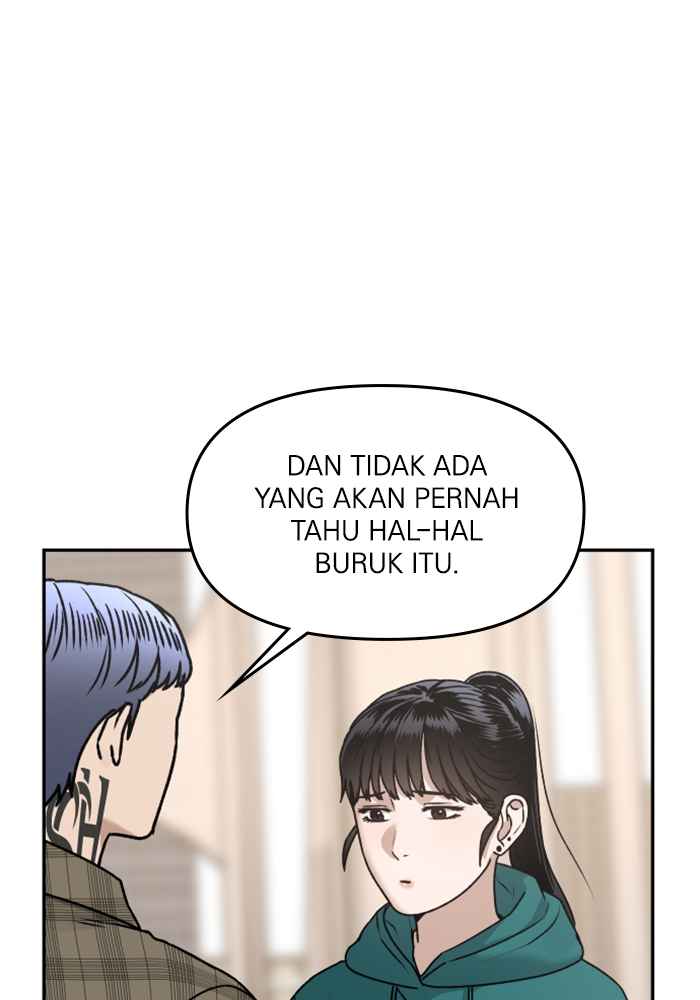 DAN TIDAK ADA
YANG AKAN PERNAH
TAHU HAL-HAL
BURUK ITU.